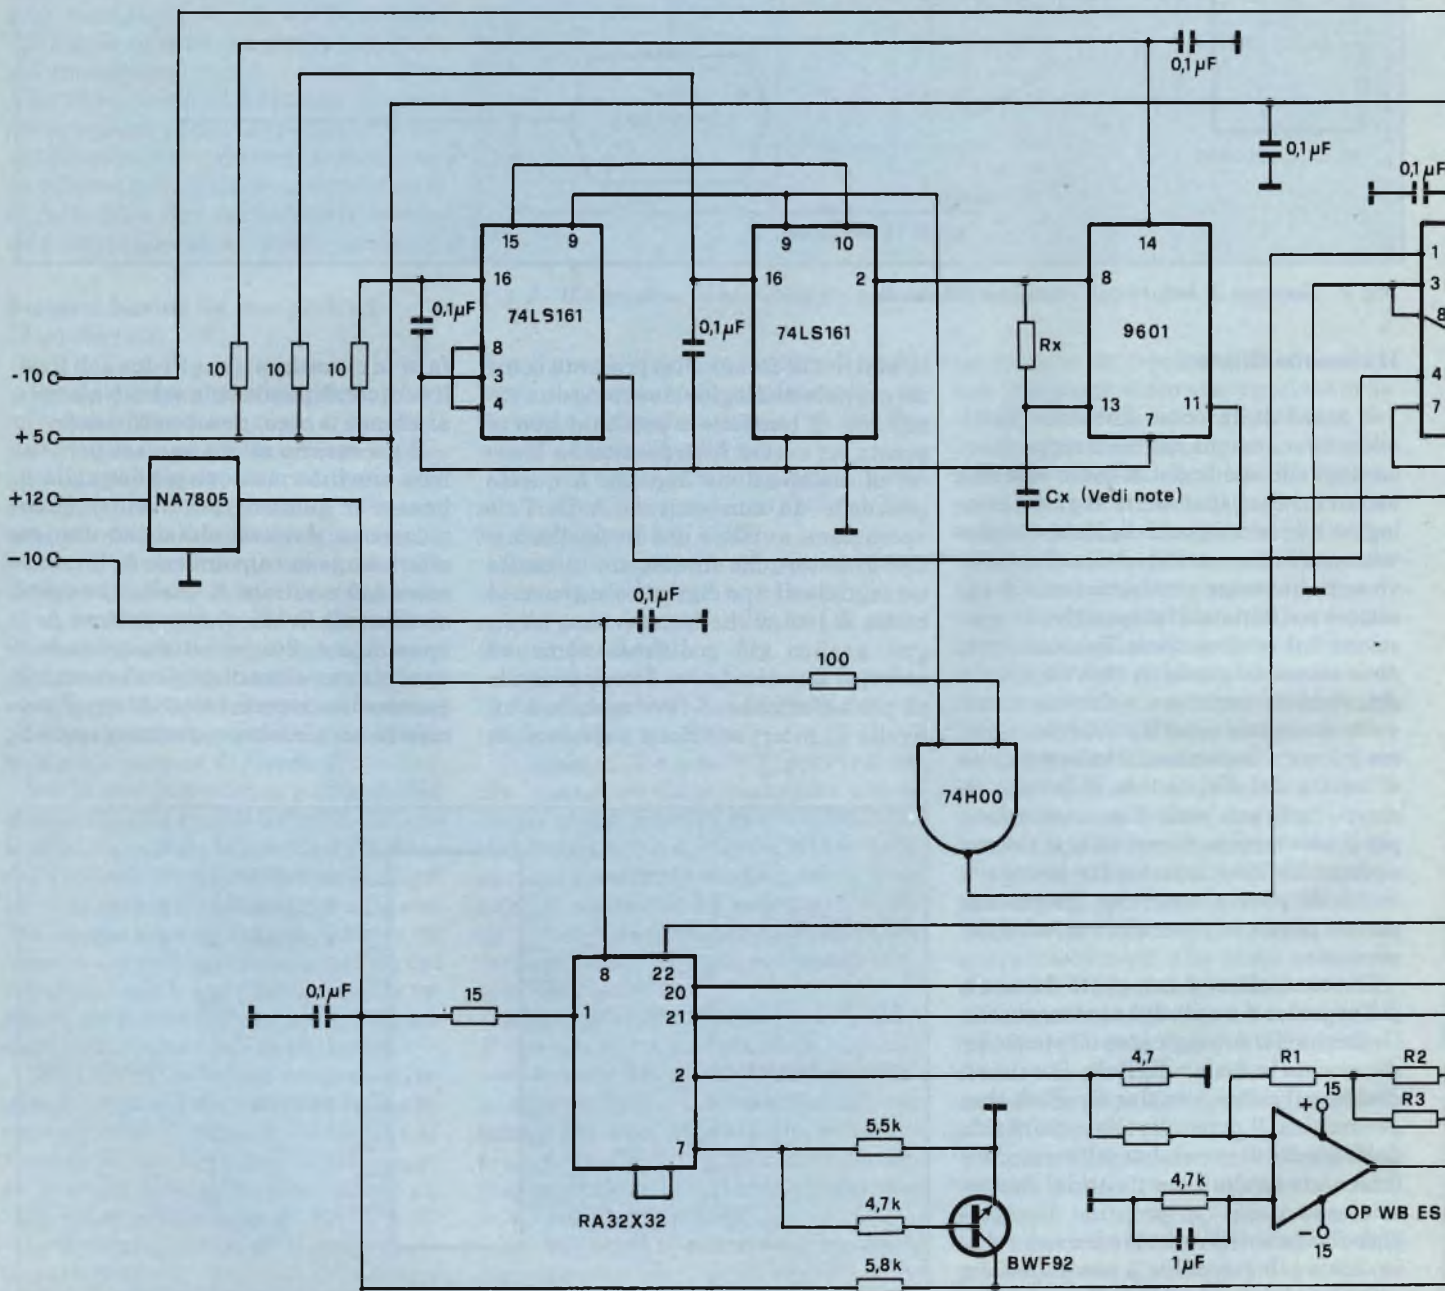 0,1 µF
0,1 µF
0,1 µF
15
9
16
0,1µF
74LS161
8
3
4
9
10
16
2
0,1µF
74LS161
14
8
9601
13
11
7
Rx
Cx (Vedi note)
1
3
8
4
7
10
10
10
-10
+5
+12
NA7805
-10
0,1µF
100
74H00
8
22
20
21
1
2
7
RA32X32
0,1µF
15
4,7
5,5k
4,7k
5,8k
BWF92
R1
R2
R3
15
+
-
15
4,7k
1µF
OP WB ES